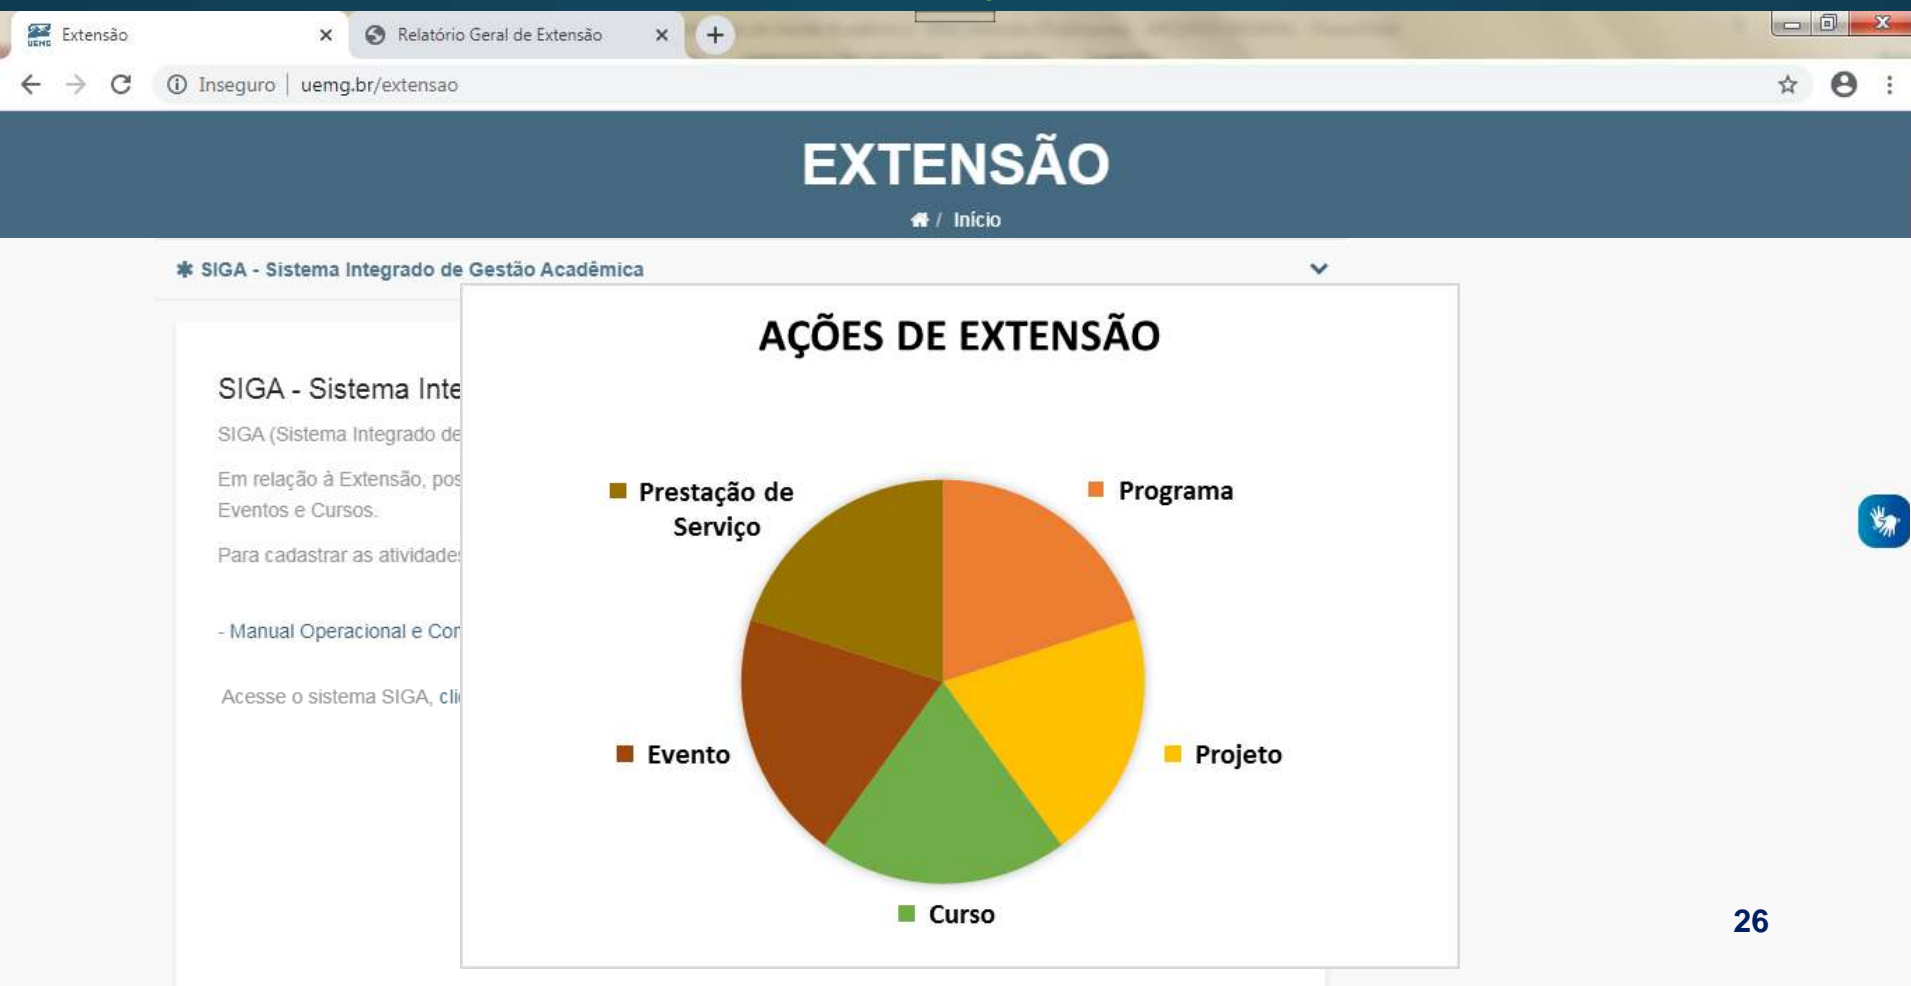 UEMG
Extensão
Relatório Geral de Extensão
Inseguro | uemg.br/extensao
EXTENSÃO
/ Início
✱ SIGA - Sistema Integrado de Gestão Acadêmica
SIGA - Sistema Inte
SIGA (Sistema Integrado de
Em relação à Extensão, pos
Eventos e Cursos.
Para cadastrar as atividades
- Manual Operacional e Cor
Acesse o sistema SIGA, cli
AÇÕES DE EXTENSÃO
Prestação de
Serviço
Programa
Evento
Projeto
Curso
26